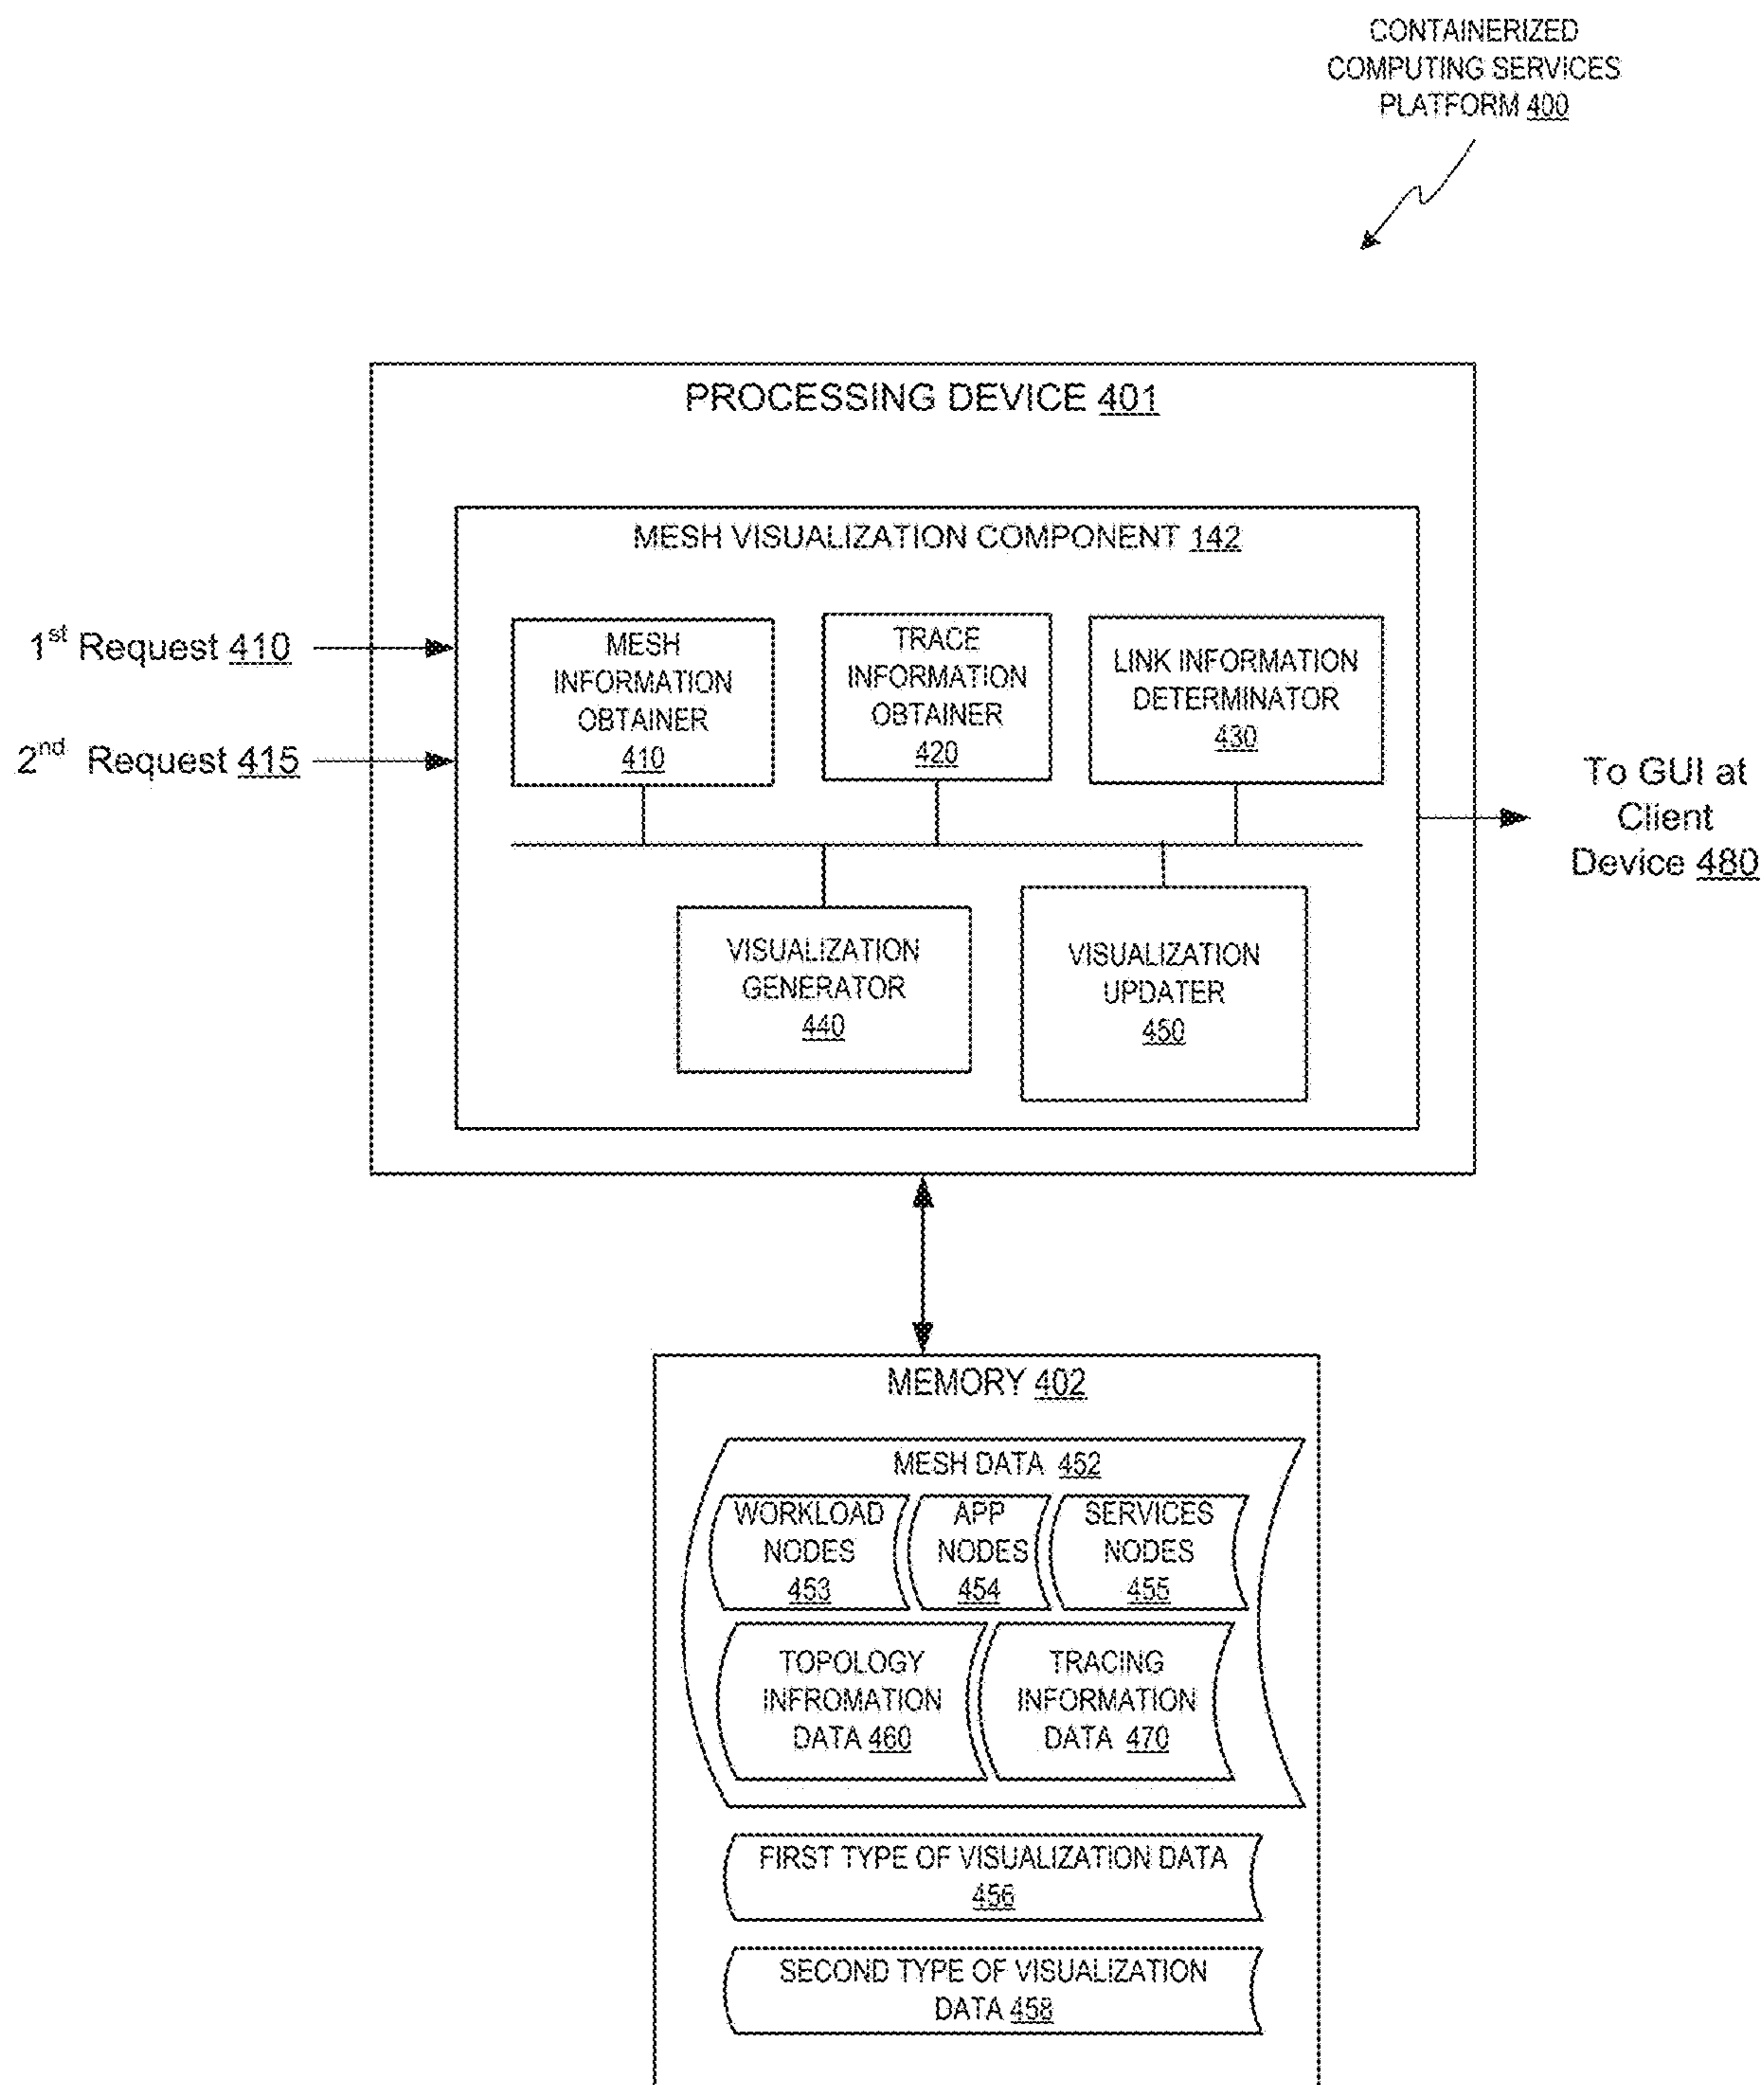 CONTAINERIZED
COMPUTING SERVICES
PLATFORM 400
PROCESSING DEVICE 401
MESH VISUALIZATION COMPONENT 142
1st Request 410
2nd Request 415
MESH
INFORMATION
OBTAINER
410
TRACE
INFORMATION
OBTAINER
420
LINK INFORMATION
DETERMINATOR
430
To GUI at
Client
Device 480
VISUALIZATION
GENERATOR
440
VISUALIZATION
UPDATER
450
MEMORY 402
MESH DATA 452
WORKLOAD
NODES
453
APP
NODES
454
SERVICES
NODES
455
TOPOLOGY
INFROMATION
DATA 460
TRACING
INFORMATION
DATA 470
FIRST TYPE OF VISUALIZATION DATA
456
SECOND TYPE OF VISUALIZATION
DATA 458